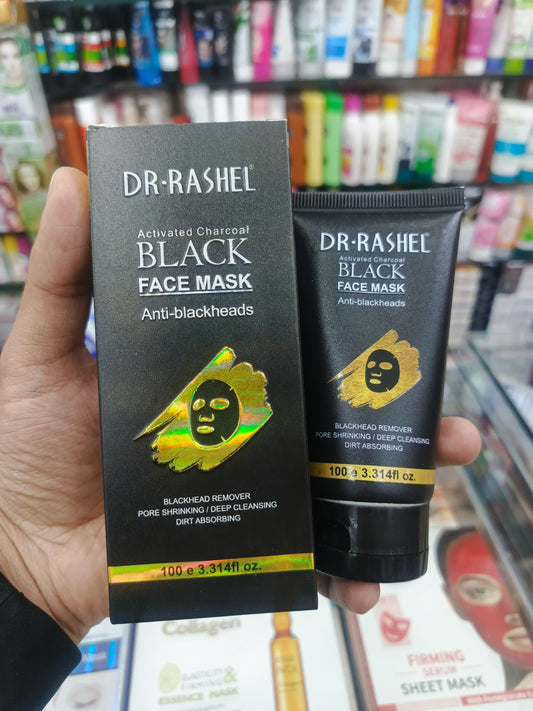 DR·RASHEL®
Activated Charcoal
BLACK
FACE MASK
Anti-blackheads
BLACKHEAD REMOVER
PORE SHRINKING / DEEP CLEANSING
DIRT ABSORBING
100 e 3.314fl oz.
DR·RASHEL®
Activated Charcoal
BLACK
FACE MASK
Anti-blackheads
BLACKHEAD REMOVER
PORE SHRINKING / DEEP CLEANSING
DIRT ABSORBING
100 e 3.314fl oz.
Collagen
ELASTICITY &
FIRMING
ESSENCE MASK
FIRMING
SERUM
SHEET MASK